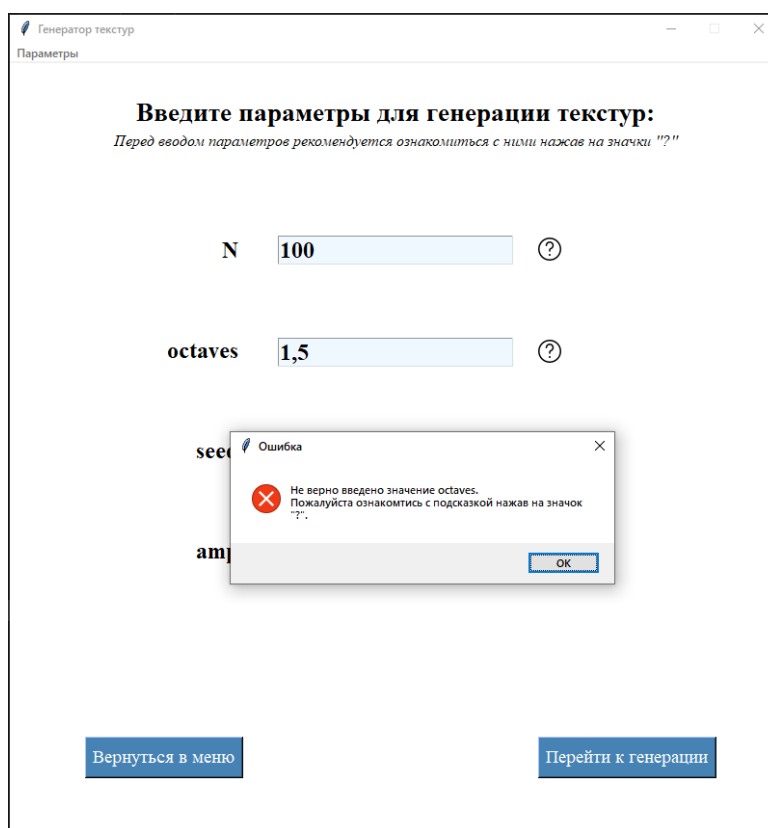 Генератор текстур
Параметры
Введите параметры для генерации текстур:
Перед вводом параметров рекомендуется ознакомиться с ними нажав на значки "?"
N 100 ?
octaves 1,5 ?
seed
Ошибка
Не верно введено значение octaves.
Пожалуйста ознакомтись с подсказкой нажав на значок
"?".
amp
OK
Вернуться в меню
Перейти к генерации